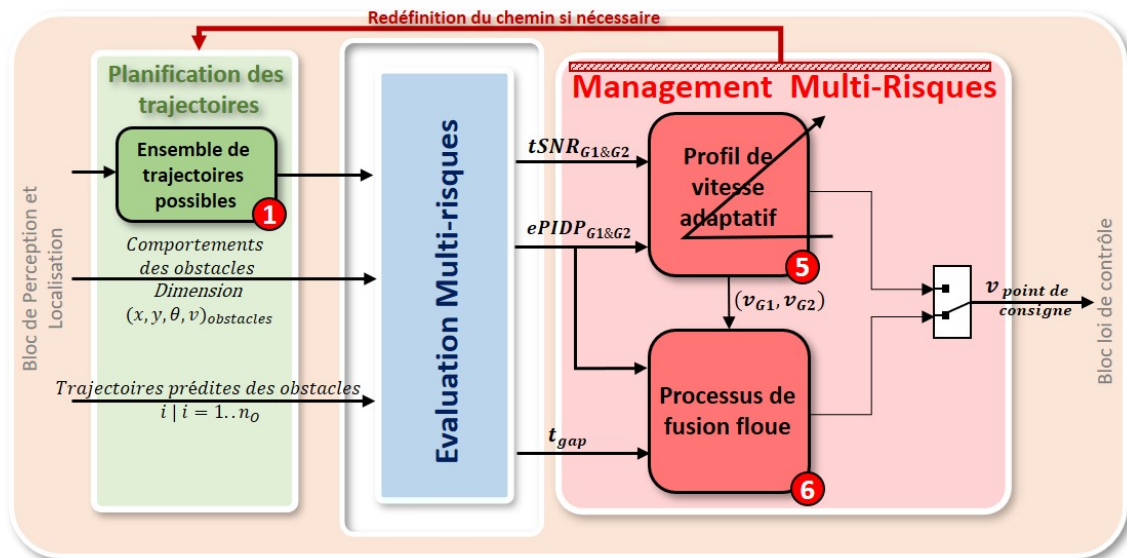 Redéfinition du chemin si nécessaire
Bloc de Perception et
Localisation
Planification des
trajectoires
Ensemble de
trajectoires
possibles
1
Comportements
des obstacles
Dimension
(x, y, θ, v)obstacles
Trajectoires prédites des obstacles
i | i = 1..nO
Evaluation Multi-risques
tSNRG1&G2
ePIDPG1&G2
tgap
Management Multi-Risques
Profil de
vitesse
adaptatif
5
(vG1, vG2)
Processus de
fusion floue
6
v point de
consigne
Bloc loi de contrôle